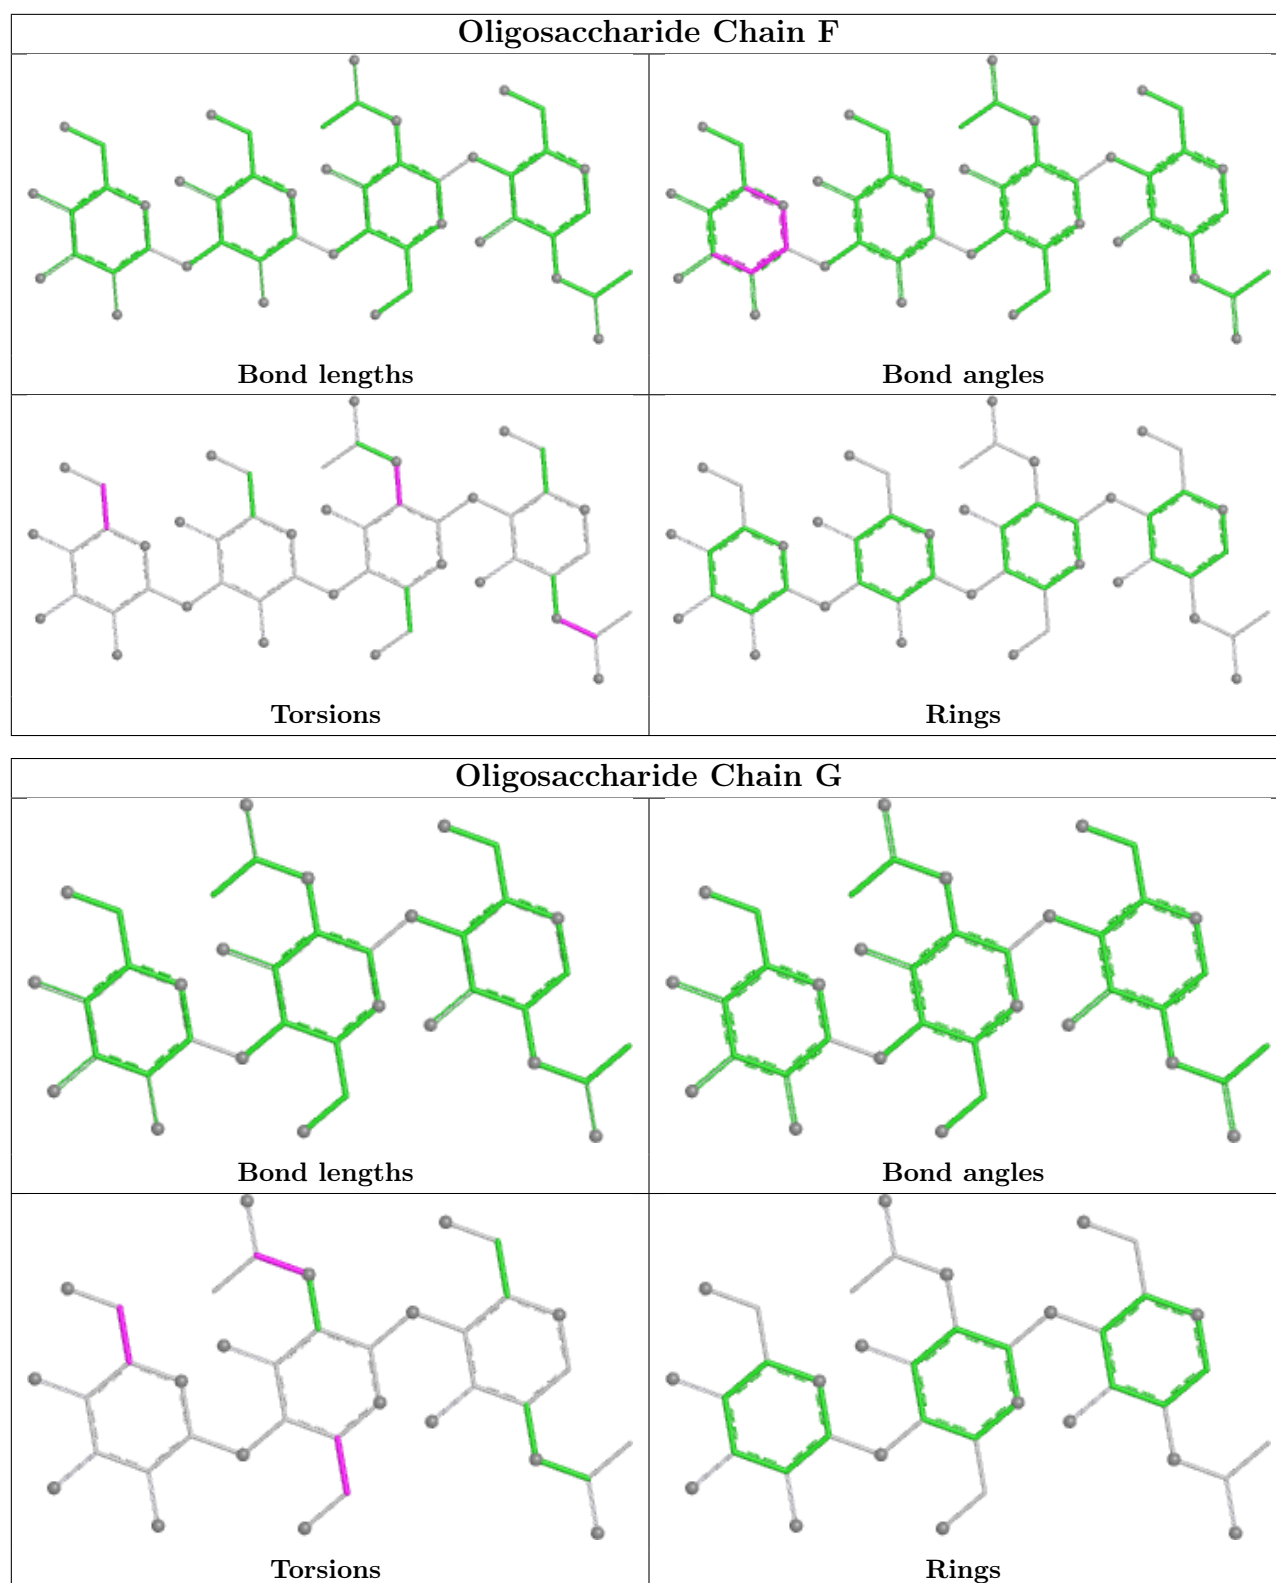 Oligosaccharide Chain F
Bond lengths
Bond angles
Torsions
Rings
Oligosaccharide Chain G
Bond lengths
Bond angles
Torsions
Rings